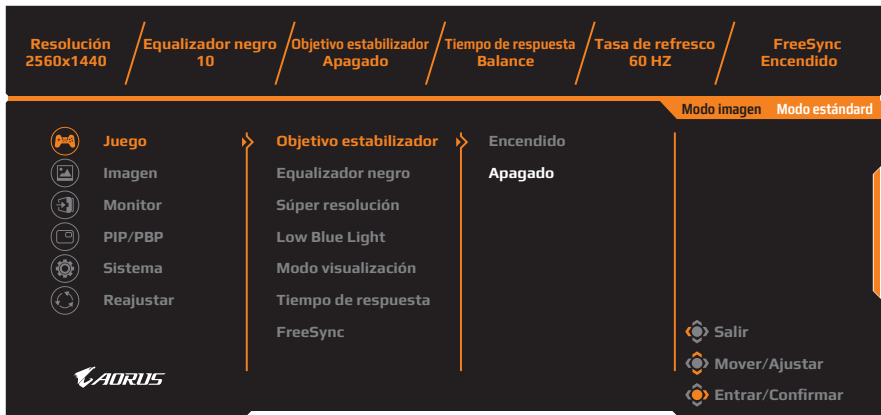 Resolución
2560x1440
Equalizador negro
10
Objetivo estabilizador
Apagado
Tiempo de respuesta
Balance
Tasa de refresco
60 HZ
FreeSync
Encendido
Modo imagen Modo estándard
Juego
Imagen
Monitor
PIP/PBP
Sistema
Reajustar
Objetivo estabilizador
Equalizador negro
Súper resolución
Low Blue Light
Modo visualización
Tiempo de respuesta
FreeSync
Encendido
Apagado
Salir
Mover/Ajustar
Entrar/Confirmar
AORUS